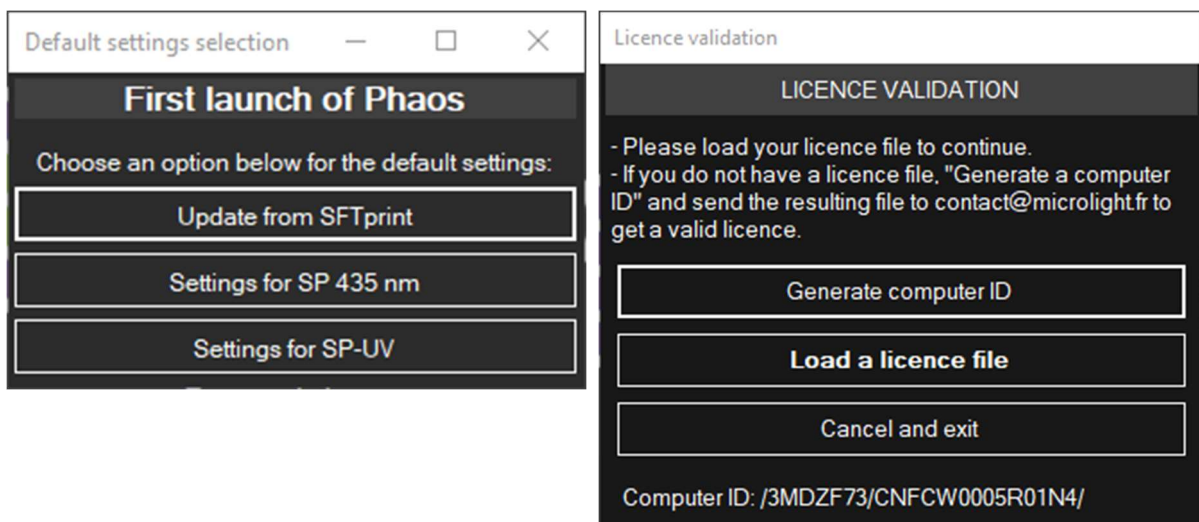 Default settings selection
First launch of Phaos
Choose an option below for the default settings:
Update from SFTprint
Settings for SP 435 nm
Settings for SP-UV
Licence validation
LICENCE VALIDATION
- Please load your licence file to continue.
- If you do not have a licence file, "Generate a computer
ID" and send the resulting file to contact@microlight.fr to
get a valid licence.
Generate computer ID
Load a licence file
Cancel and exit
Computer ID: /3MDZF73/CNFCW0005R01N4/